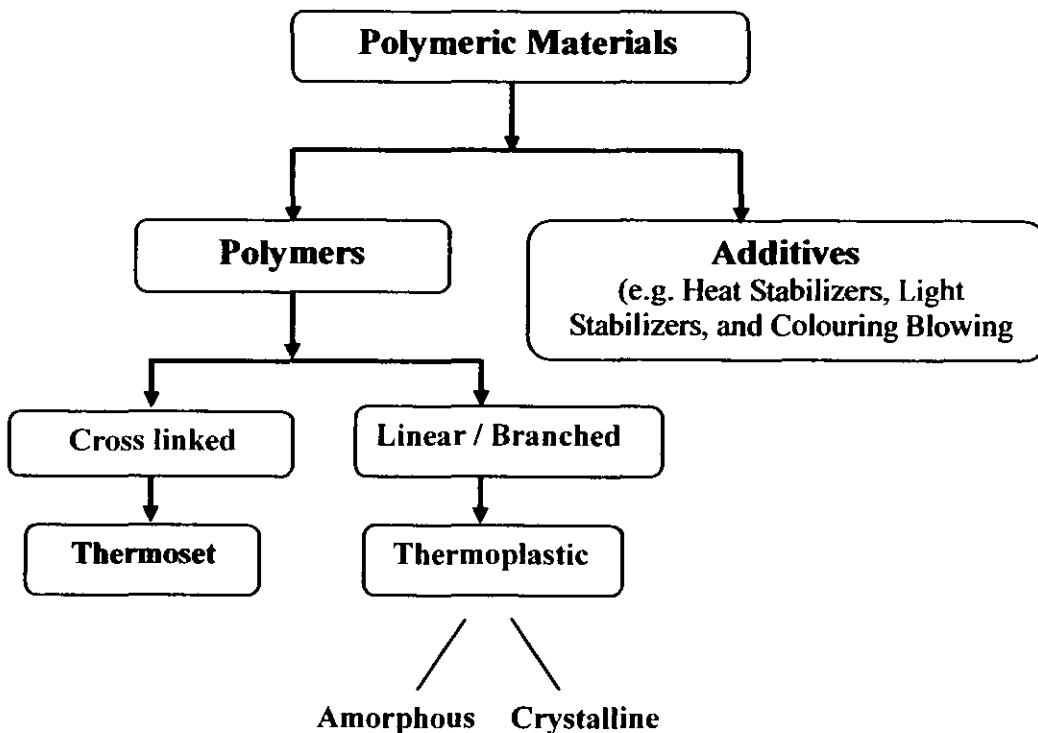 Polymeric Materials
Polymers
Additives
(e.g. Heat Stabilizers, Light
Stabilizers, and Colouring Blowing
Cross linked
Linear / Branched
Thermoset
Thermoplastic
Amorphous
Crystalline